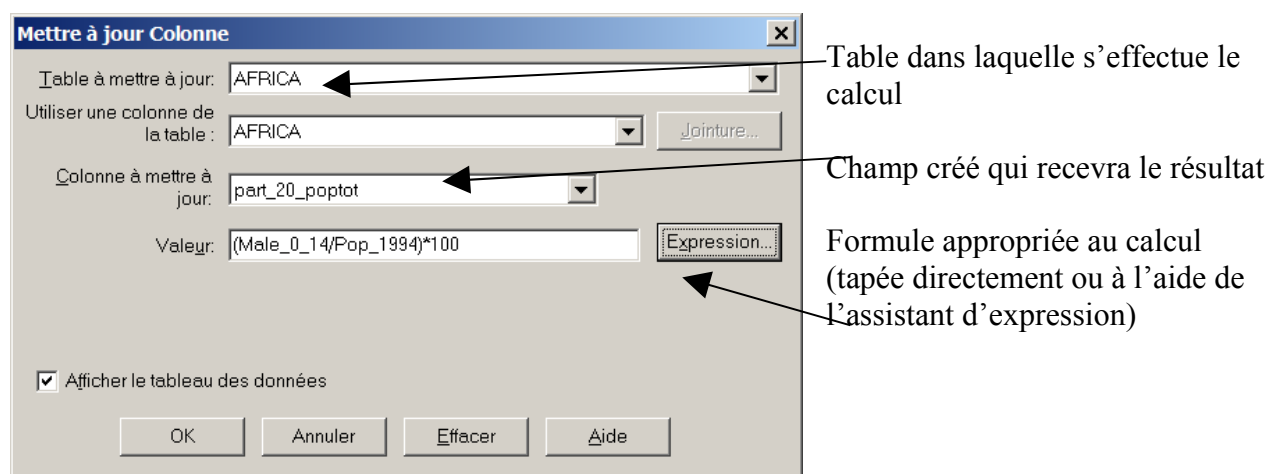 Mettre à jour Colonne
Table à mettre à jour: AFRICA
Utiliser une colonne de
la table : AFRICA Jointure...
Colonne à mettre à
jour: part_20_poptot
Valeur: (Male_0_14/Pop_1994)*100 Expression...
Afficher le tableau des données
OK Annuler Effacer Aide
Table dans laquelle s’effectue le
calcul
Champ créé qui recevra le résultat
Formule appropriée au calcul
(tapée directement ou à l’aide de
l’assistant d’expression)